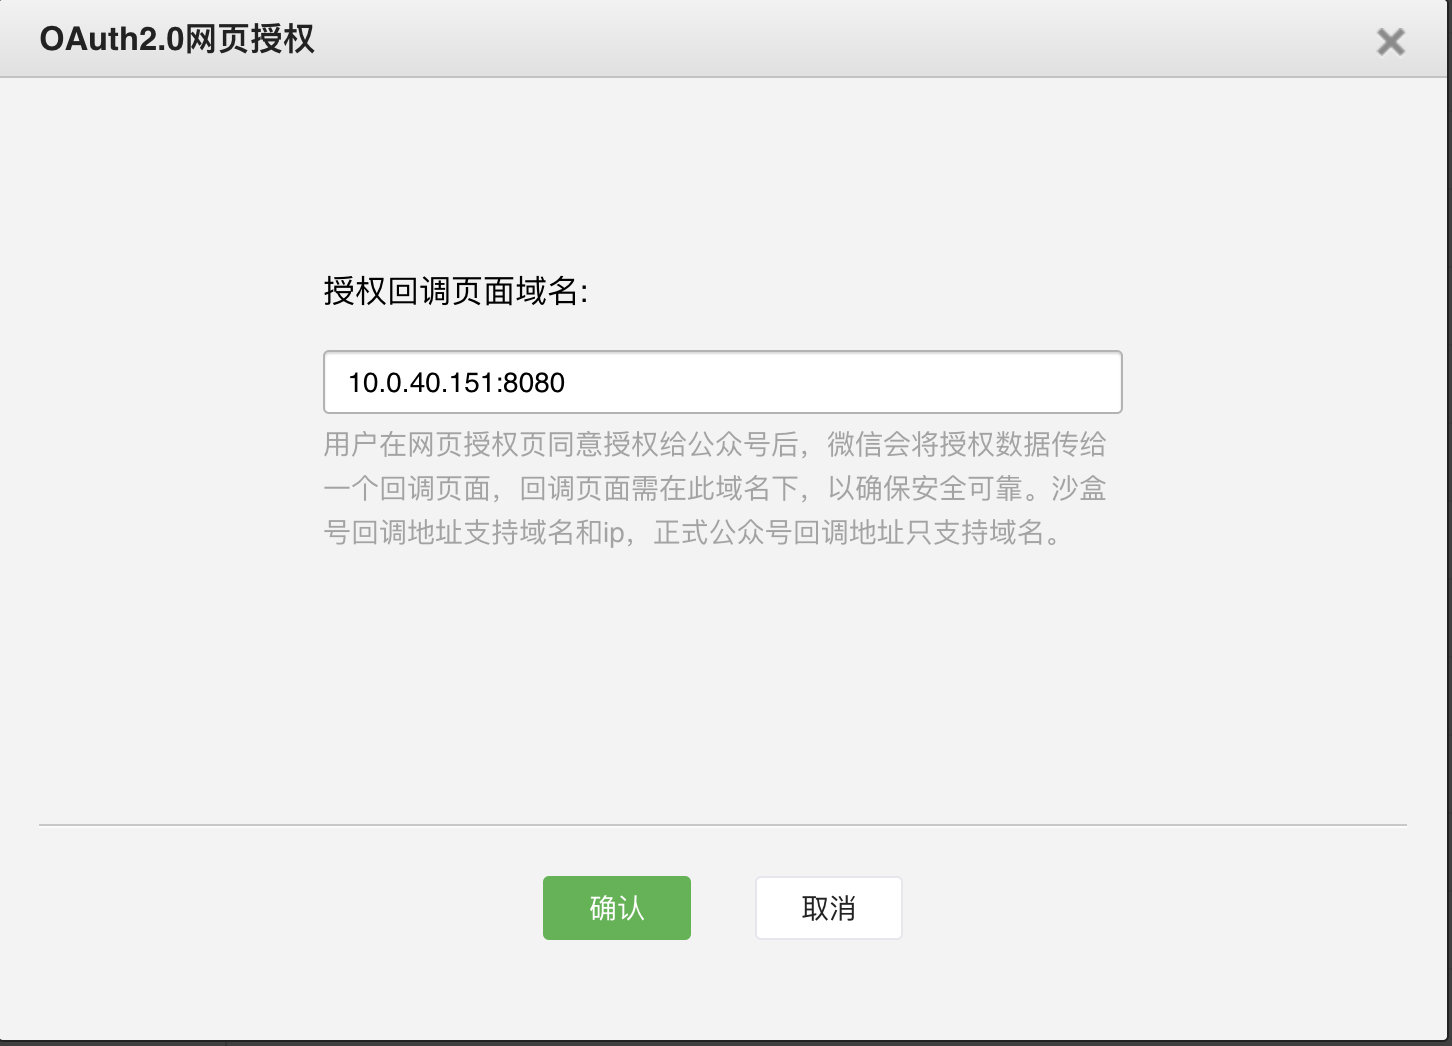 OAuth2.0网页授权
授权回调页面域名:
10.0.40.151:8080
用户在网页授权页同意授权给公众号后，微信会将授权数据传给
一个回调页面，回调页面需在此域名下，以确保安全可靠。沙盒
号回调地址支持域名和ip，正式公众号回调地址只支持域名。
确认
取消